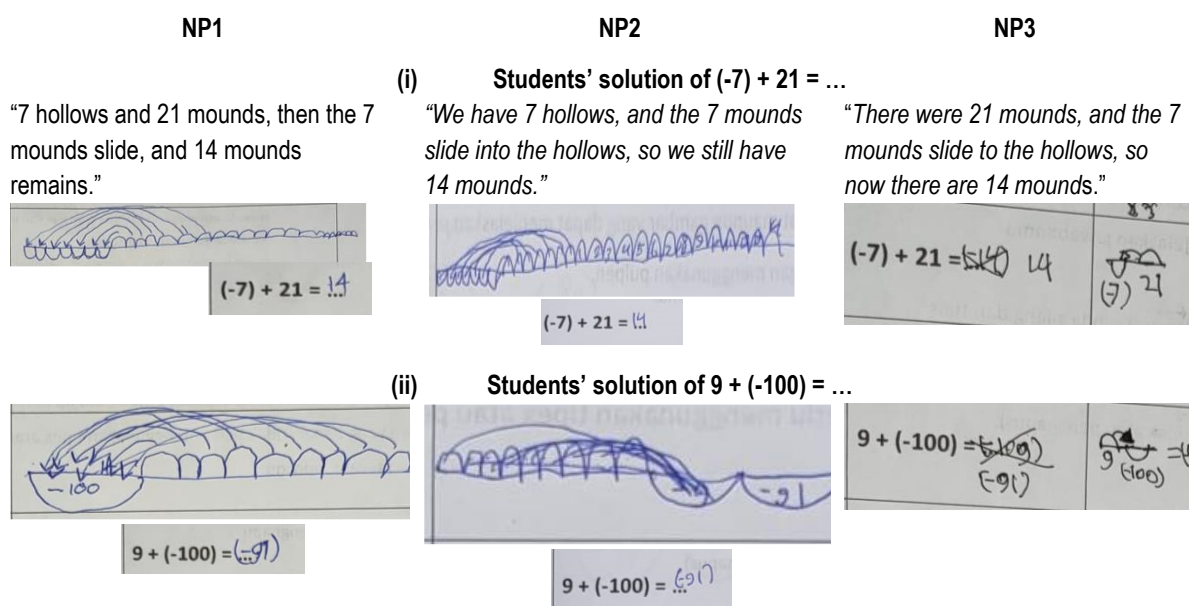 NP1
NP2
NP3
(i) Students' solution of (-7) + 21 = …
"7 hollows and 21 mounds, then the 7
mounds slide, and 14 mounds
remains."
"We have 7 hollows, and the 7 mounds
slide into the hollows, so we still have
14 mounds."
"There were 21 mounds, and the 7
mounds slide to the hollows, so
now there are 14 mounds."
(-7) + 21 = 14
(-7) + 21 = 14
(-7) + 21 = 14
(-7) 21
(ii) Students' solution of 9 + (-100) = …
-100
9 + (-100) = (-91)
-91
9 + (-100) = (-91)
9 + (-100) = (-109)
(-91)
9 (-100) =